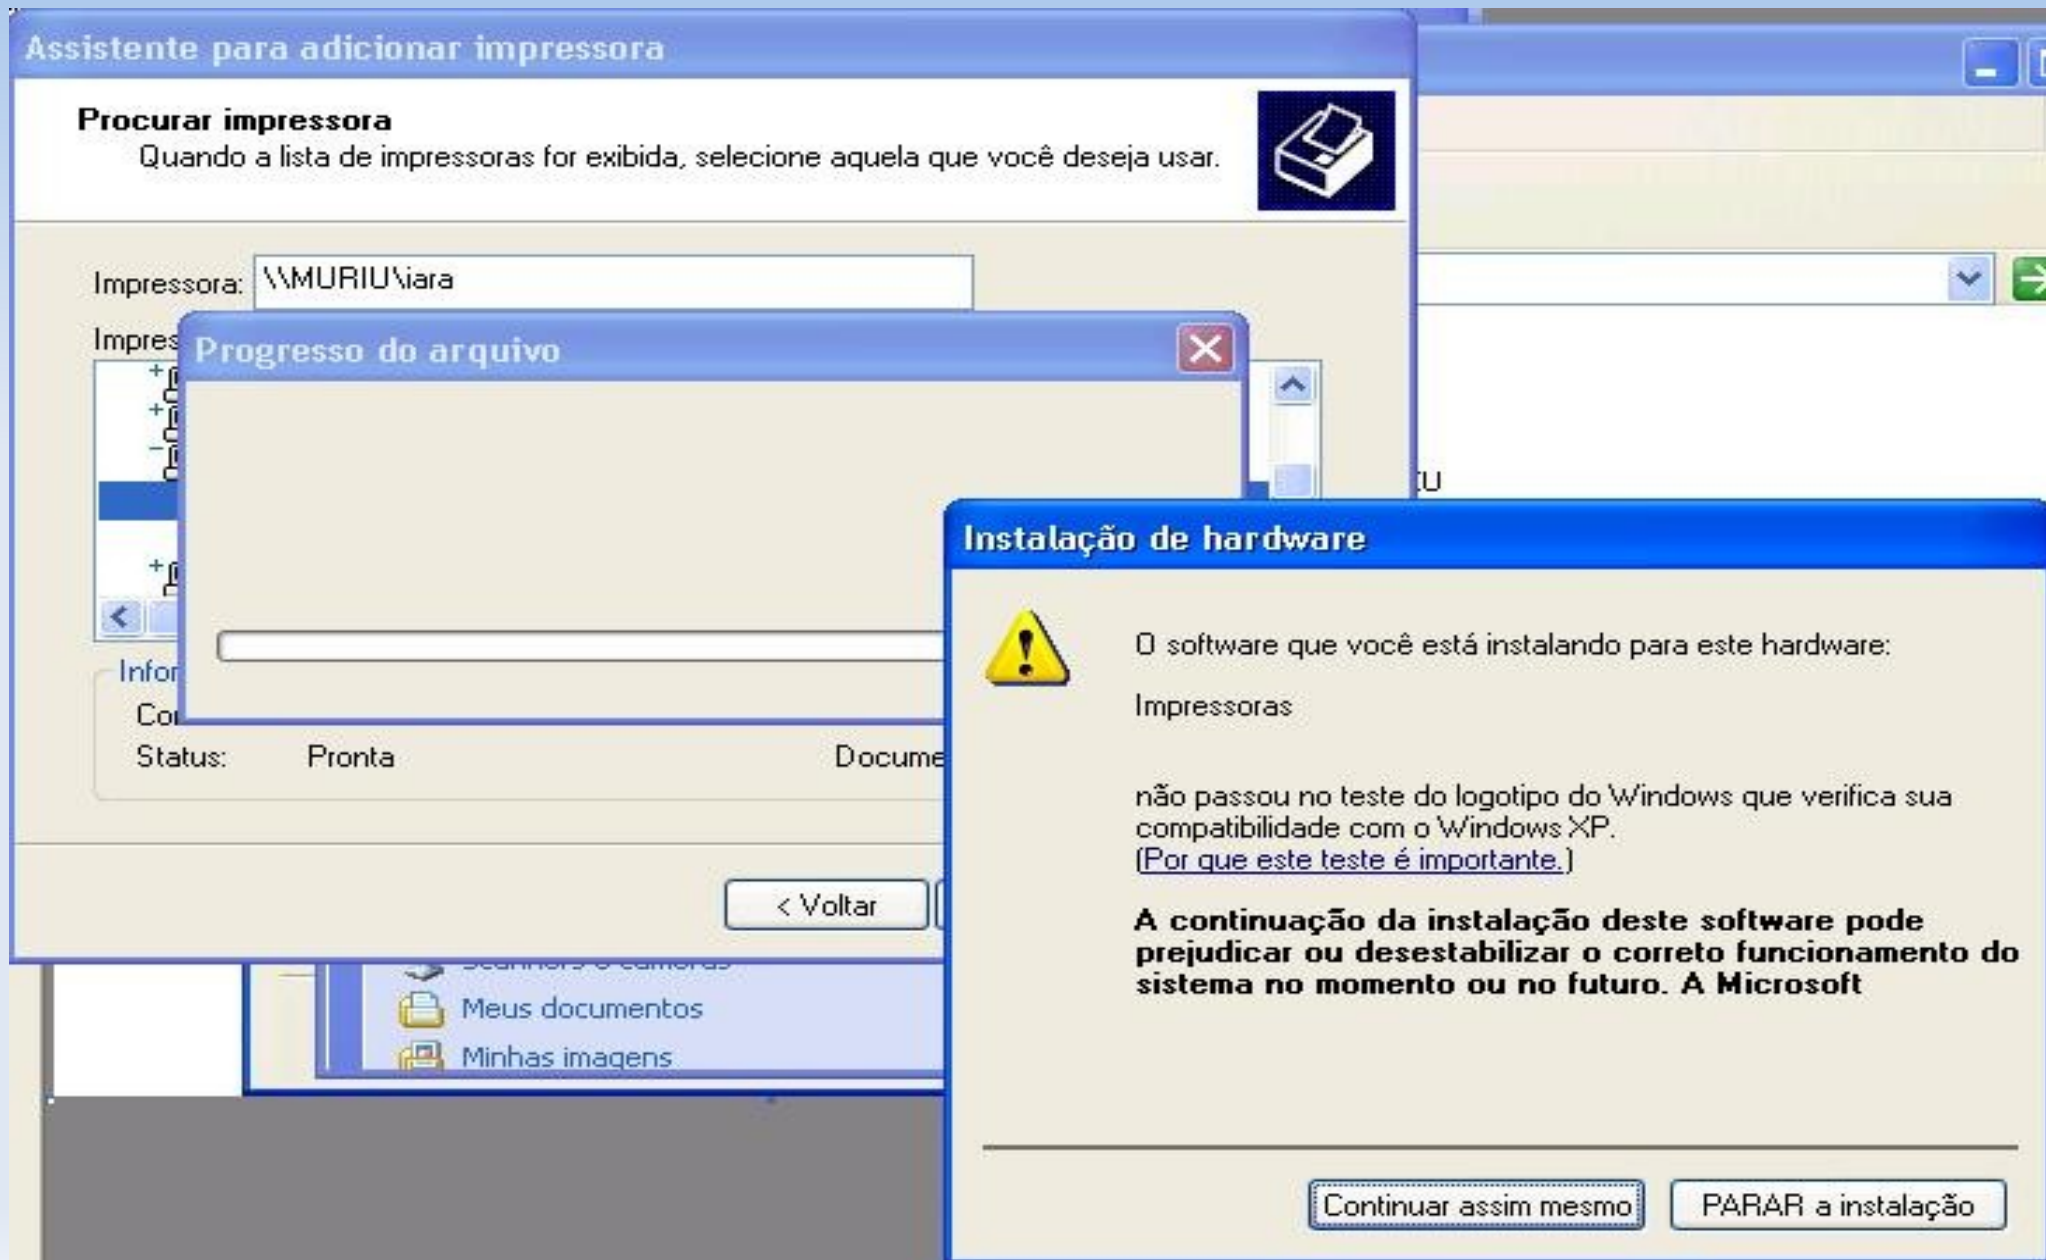 Assistente para adicionar impressora
Procurar impressora
Quando a lista de impressoras for exibida, selecione aquela que você deseja usar.
Impressora: \\MURIU\iara
Progresso do arquivo
Status: Pronta
Instalação de hardware
O software que você está instalando para este hardware:
Impressoras
não passou no teste do logotipo do Windows que verifica sua
compatibilidade com o Windows XP.
(Por que este teste é importante.)
A continuação da instalação deste software pode
prejudicar ou desestabilizar o correto funcionamento do
sistema no momento ou no futuro. A Microsoft
< Voltar
Meus documentos
Minhas imagens
Continuar assim mesmo
PARAR a instalação